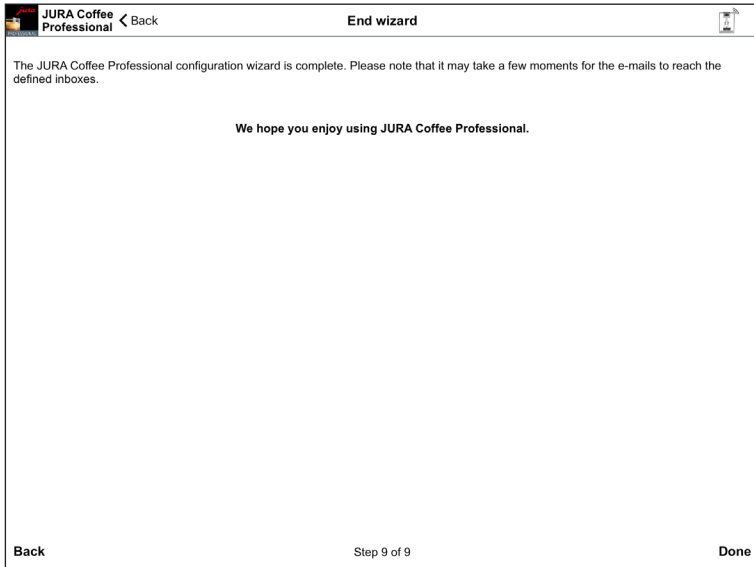 jura
PROFESSIONAL
JURA Coffee
Professional
Back
End wizard
The JURA Coffee Professional configuration wizard is complete. Please note that it may take a few moments for the e-mails to reach the
defined inboxes.
We hope you enjoy using JURA Coffee Professional.
Back
Step 9 of 9
Done